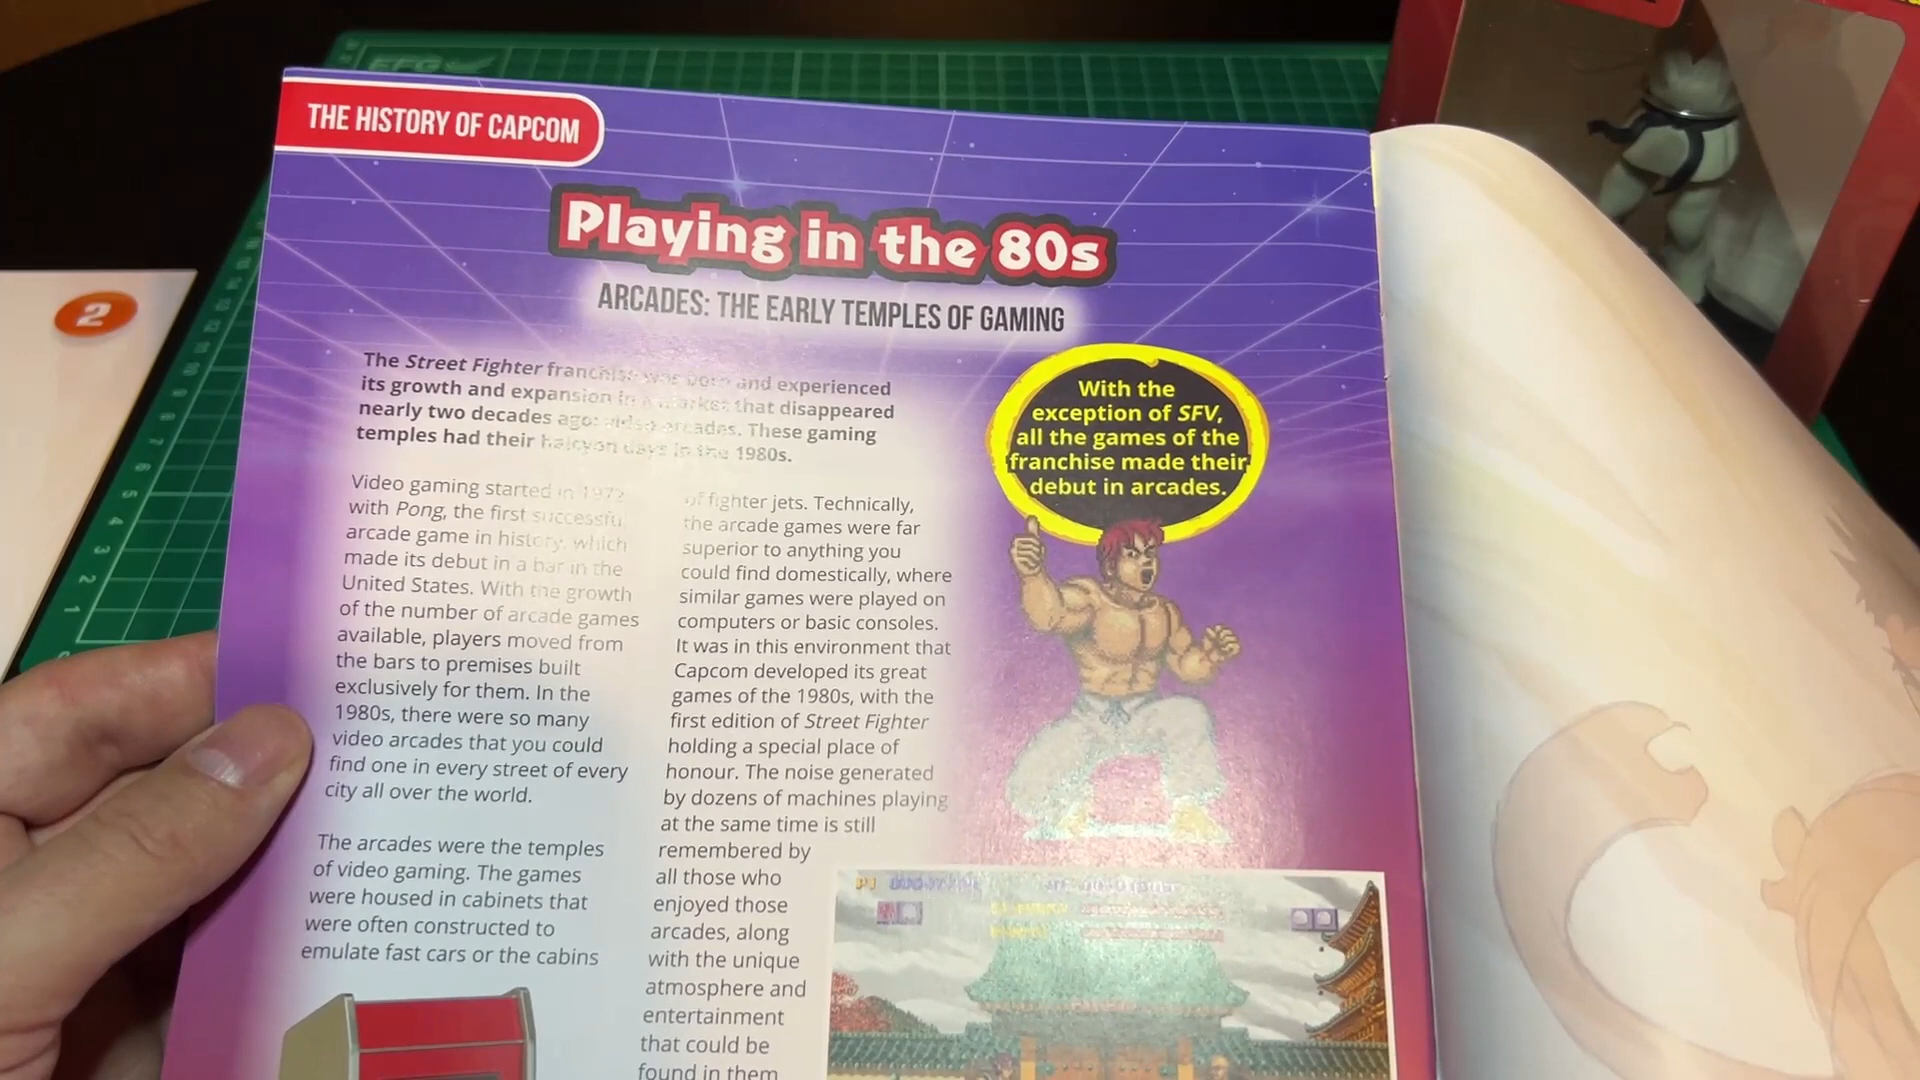 THE HISTORY OF CAPCOM
Playing in the 80s
ARCADES: THE EARLY TEMPLES OF GAMING
The Street Fighter franchise was born and experienced
its growth and expansion in a market that disappeared
nearly two decades ago: video arcades. These gaming
temples had their halcyon days in the 1980s.
Video gaming started in 1972
with Pong, the first successful
arcade game in history, which
made its debut in a bar in the
United States. With the growth
of the number of arcade games
available, players moved from
the bars to premises built
exclusively for them. In the
1980s, there were so many
video arcades that you could
find one in every street of every
city all over the world.
The arcades were the temples
of video gaming. The games
were housed in cabinets that
were often constructed to
emulate fast cars or the cabins
of fighter jets. Technically,
the arcade games were far
superior to anything you
could find domestically, where
similar games were played on
computers or basic consoles.
It was in this environment that
Capcom developed its great
games of the 1980s, with the
first edition of Street Fighter
holding a special place of
honour. The noise generated
by dozens of machines playing
at the same time is still
remembered by
all those who
enjoyed those
arcades, along
with the unique
atmosphere and
entertainment
that could be
found in them
With the
exception of SFV,
all the games of the
franchise made their
debut in arcades.
2
P1